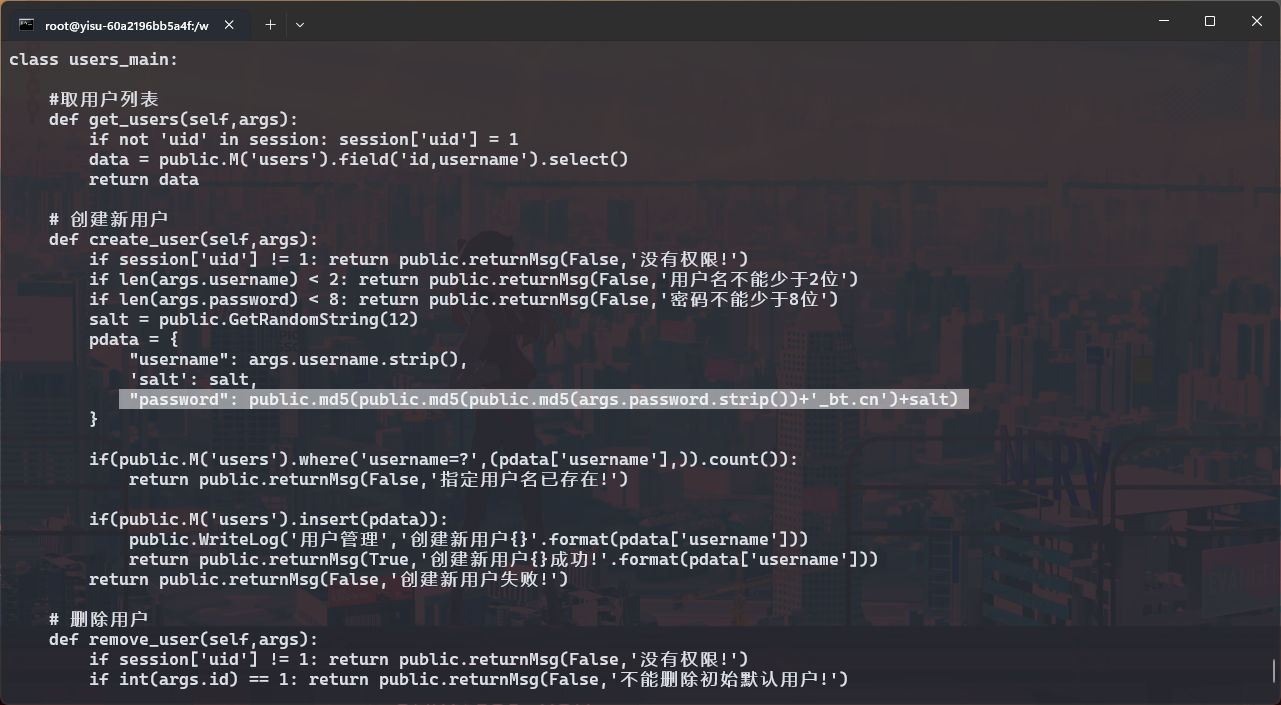 root@yisu-60a2196bb5a4f:/w
class users_main:
#取用户列表
def get_users(self,args):
if not 'uid' in session: session['uid'] = 1
data = public.M('users').field('id,username').select()
return data
# 创建新用户
def create_user(self,args):
if session['uid'] != 1: return public.returnMsg(False,'没有权限!')
if len(args.username) < 2: return public.returnMsg(False,'用户名不能少于2位')
if len(args.password) < 8: return public.returnMsg(False,'密码不能少于8位')
salt = public.GetRandomString(12)
pdata = {
"username": args.username.strip(),
'salt': salt,
"password": public.md5(public.md5(public.md5(args.password.strip())+'_bt.cn')+salt)
}
if(public.M('users').where('username=?',(pdata['username'],)).count()):
return public.returnMsg(False,'指定用户名已存在!')
if(public.M('users').insert(pdata)):
public.WriteLog('用户管理','创建新用户{}'.format(pdata['username']))
return public.returnMsg(True,'创建新用户{}成功!'.format(pdata['username']))
return public.returnMsg(False,'创建新用户失败!')
# 删除用户
def remove_user(self,args):
if session['uid'] != 1: return public.returnMsg(False,'没有权限!')
if int(args.id) == 1: return public.returnMsg(False,'不能删除初始默认用户!')
NERV